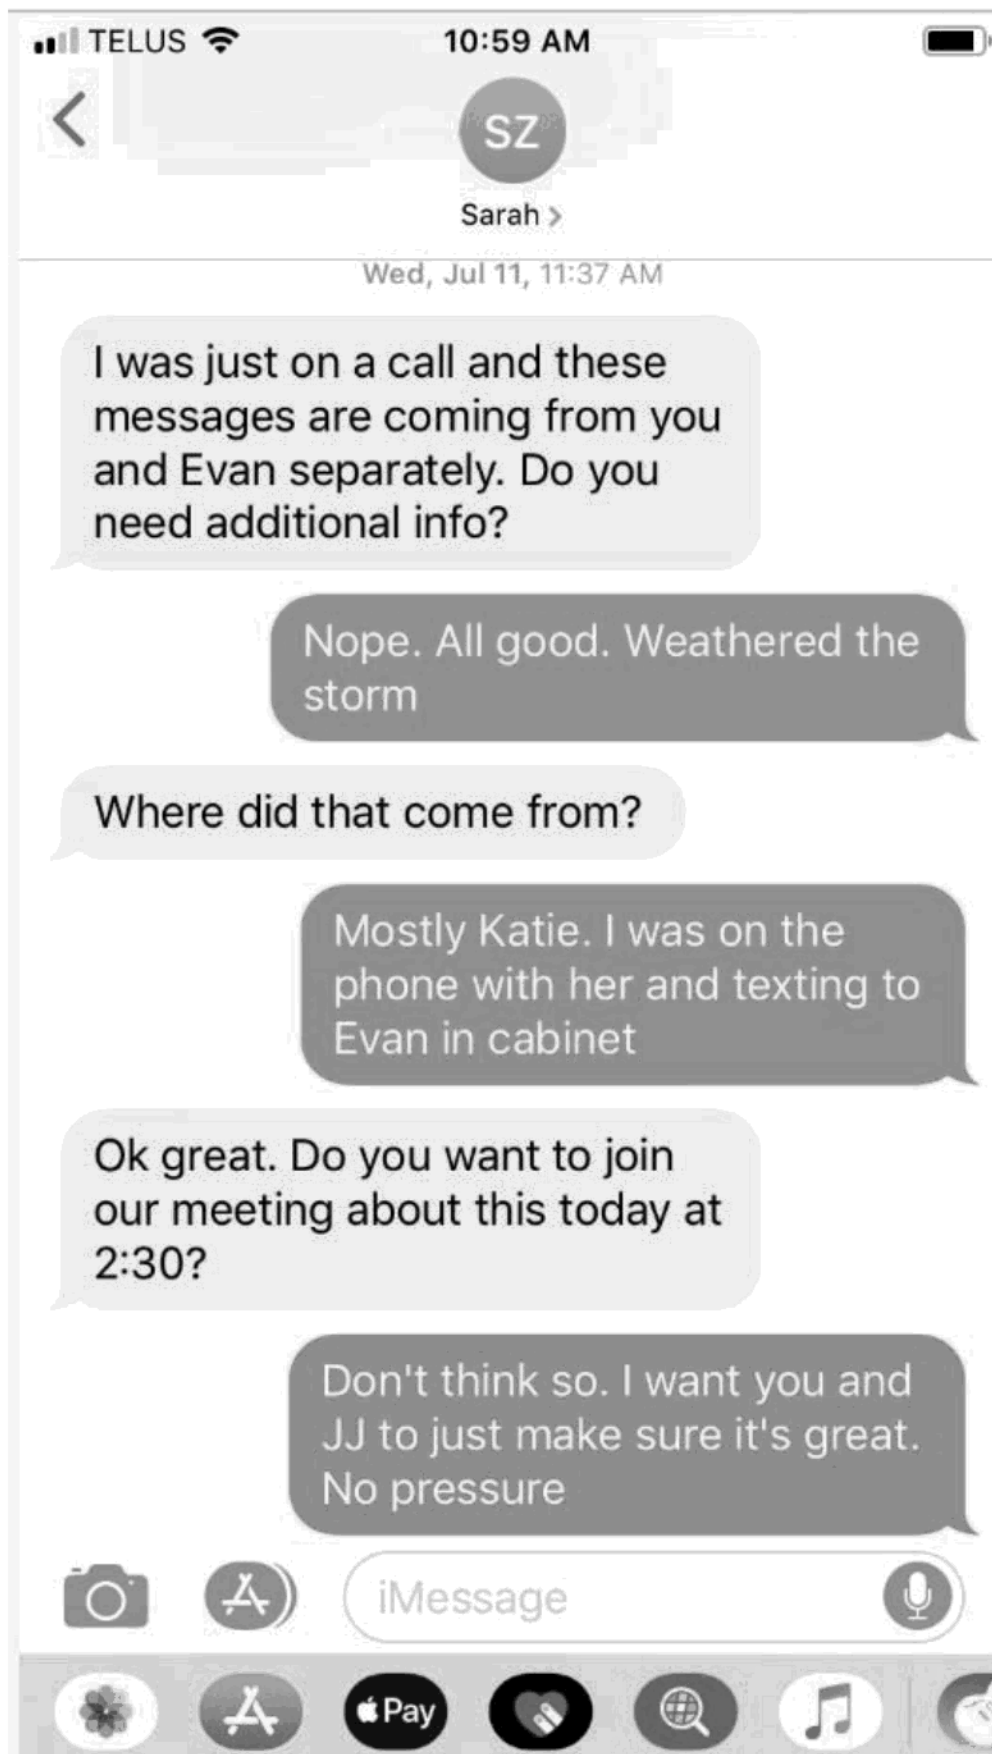 TELUS
10:59 AM
SZ
Sarah >
Wed, Jul 11, 11:37 AM
I was just on a call and these
messages are coming from you
and Evan separately. Do you
need additional info?
Nope. All good. Weathered the
storm
Where did that come from?
Mostly Katie. I was on the
phone with her and texting to
Evan in cabinet
Ok great. Do you want to join
our meeting about this today at
2:30?
Don't think so. I want you and
JJ to just make sure it's great.
No pressure
iMessage
Pay